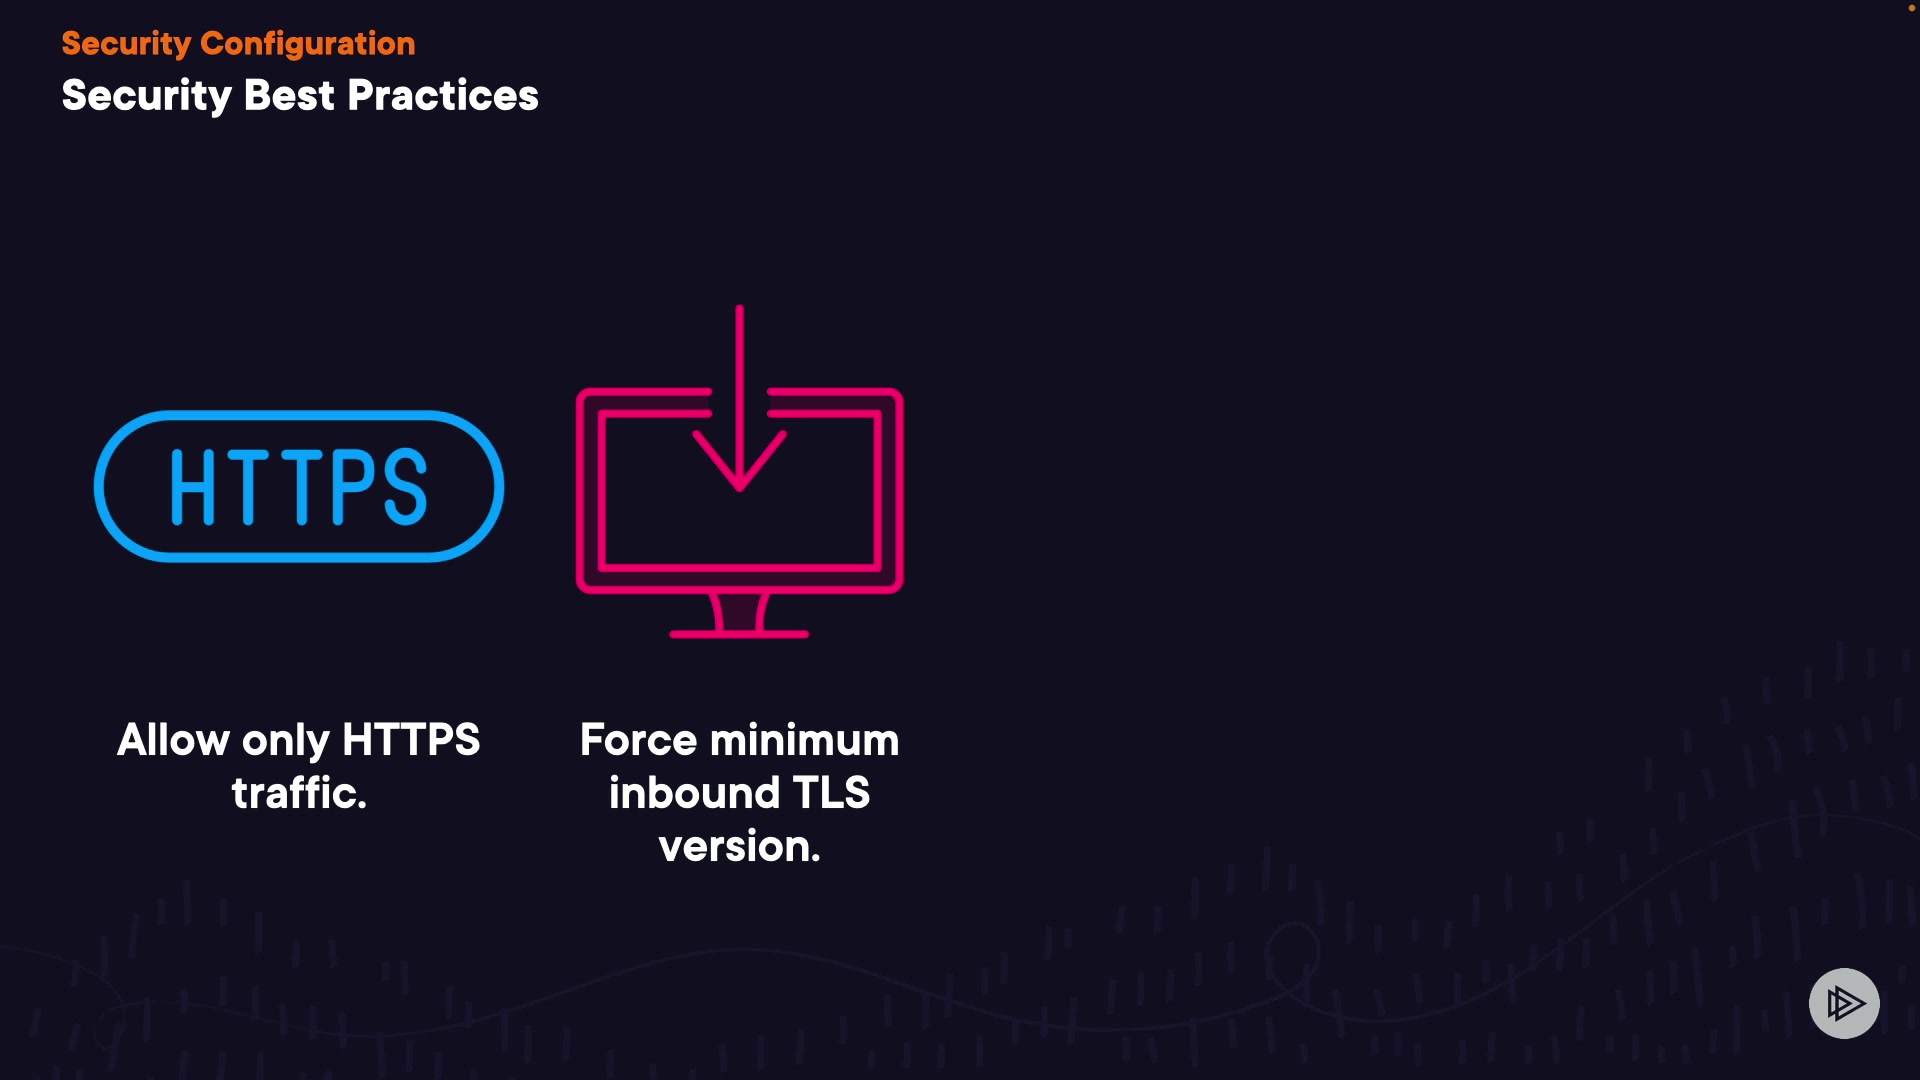 Security Configuration
Security Best Practices
HTTPS
Allow only HTTPS
traffic.
Force minimum
inbound TLS
version.